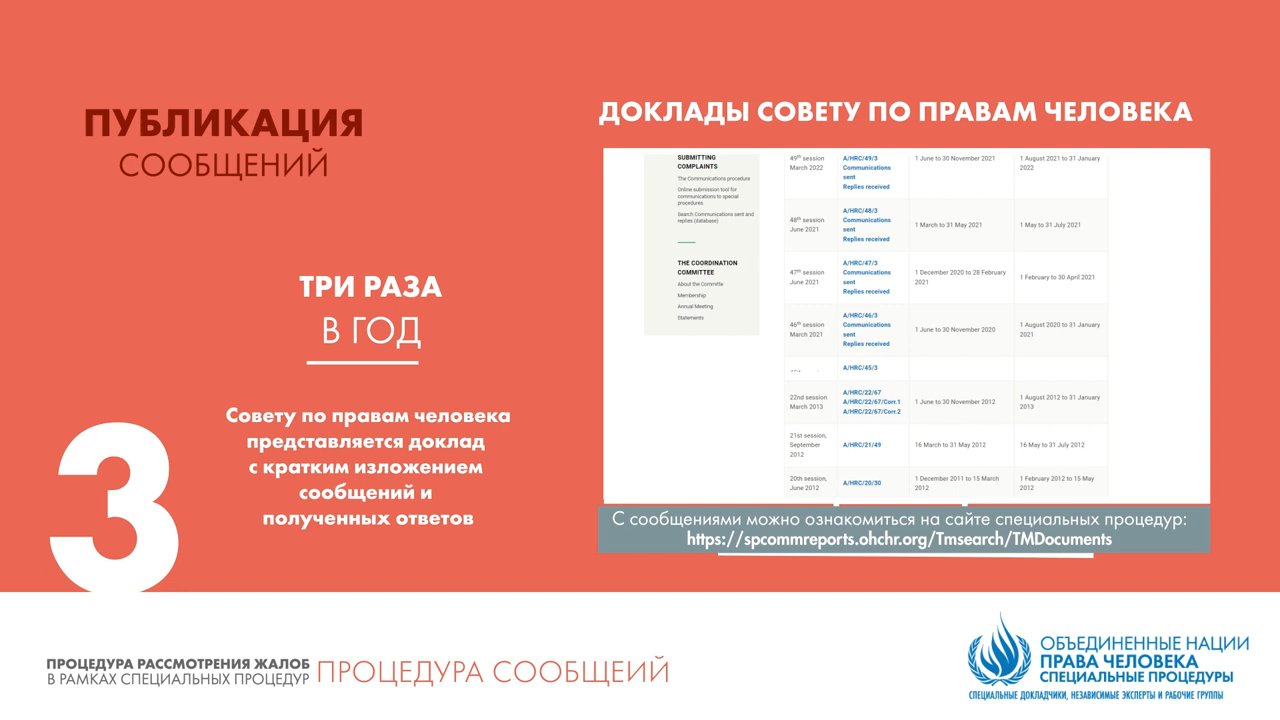 ПУБЛИКАЦИЯ
СООБЩЕНИЙ
ТРИ РАЗА
В ГОД
Совету по правам человека
представляется доклад
с кратким изложением
сообщений и
полученных ответов
3
ДОКЛАДЫ СОВЕТУ ПО ПРАВАМ ЧЕЛОВЕКА
SUBMITTING
COMPLAINTS
The Communications procedure
Online submission tool for
communications to special
procedures
Search Communications sent and
replies (database)
THE COORDINATION
COMMITTEE
About the Committe
Membership
Annual Meeting
Statements
49th session
March 2022
A/HRC/49/3
Communications
sent
Replies received
1 June to 30 November 2021
1 August 2021 to 31 January
2022
48th session
June 2021
A/HRC/48/3
Communications
sent
Replies received
1 March to 31 May 2021
1 May to 31 July 2021
47th session
June 2021
A/HRC/47/3
Communications
sent
Replies received
1 December 2020 to 28 February
2021
1 February to 30 April 2021
46th session
March 2021
A/HRC/46/3
Communications
sent
Replies received
1 June to 30 November 2020
1 August 2020 to 31 January
2021
A/HRC/45/3
22nd session
March 2013
A/HRC/22/67
A/HRC/22/67/Corr.1
A/HRC/22/67/Corr.2
1 June to 30 November 2012
1 August 2012 to 31 January
2013
21st session,
September
2012
A/HRC/21/49
16 March to 31 May 2012
16 May to 31 July 2012
20th session,
June 2012
A/HRC/20/30
1 December 2011 to 15 March
2012
1 February 2012 to 15 May
2012
С сообщениями можно ознакомиться на сайте специальных процедур:
https://spcommreports.ohchr.org/Tmsearch/TMDocuments
ПРОЦЕДУРА РАССМОТРЕНИЯ ЖАЛОБ
В РАМКАХ СПЕЦИАЛЬНЫХ ПРОЦЕДУР
ПРОЦЕДУРА СООБЩЕИЙ
ОБЪЕДИНЕННЫЕ НАЦИИ
ПРАВА ЧЕЛОВЕКА
СПЕЦИАЛЬНЫЕ ПРОЦЕДУРЫ
СПЕЦИАЛЬНЫЕ ДОКЛАДЧИКИ, НЕЗАВИСИМЫЕ ЭКСПЕРТЫ И РАБОЧИЕ ГРУППЫ